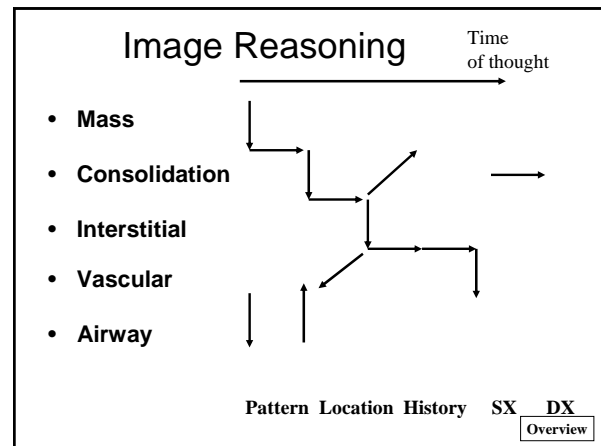 Image Reasoning
Time
of thought
• Mass
• Consolidation
• Interstitial
• Vascular
• Airway
Pattern Location History SX DX
Overview